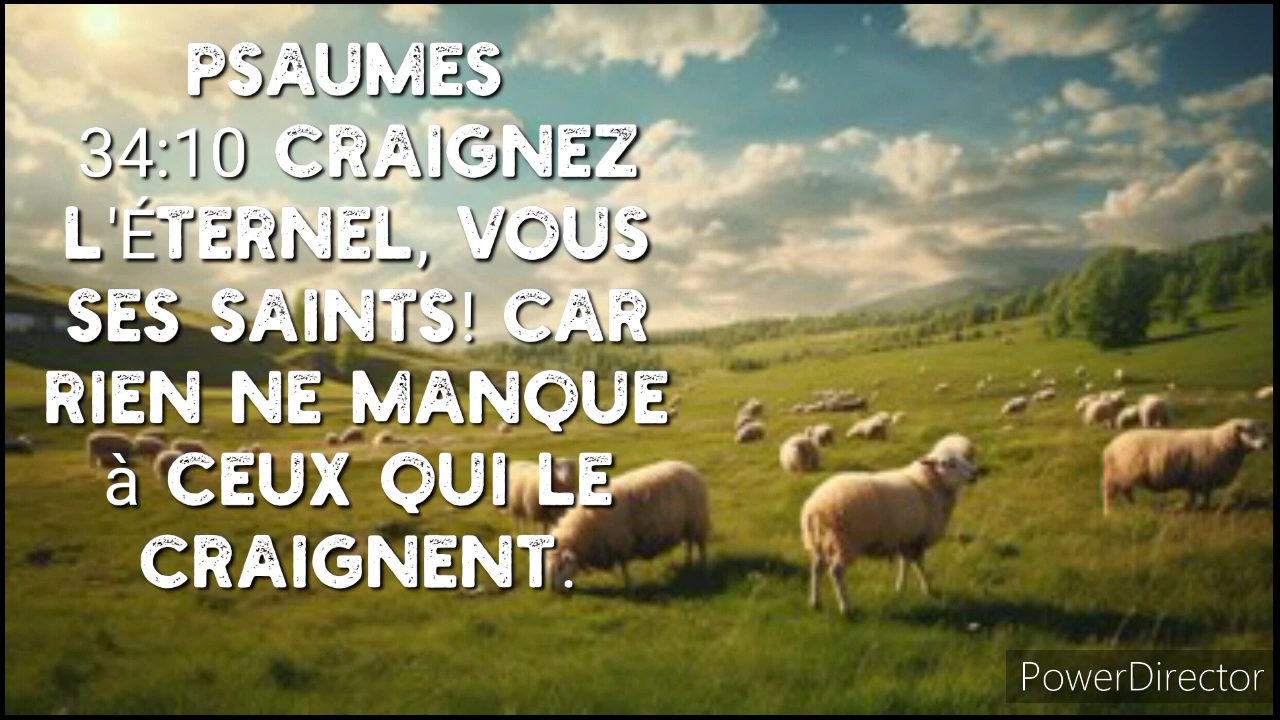 PSAUMES
34:10 CRAIGNEZ
L'ÉTERNEL, VOUS
SES SAINTS! CAR
RIEN NE MANQUE
à CEUX QUI LE
CRAIGNENT.
PowerDirector